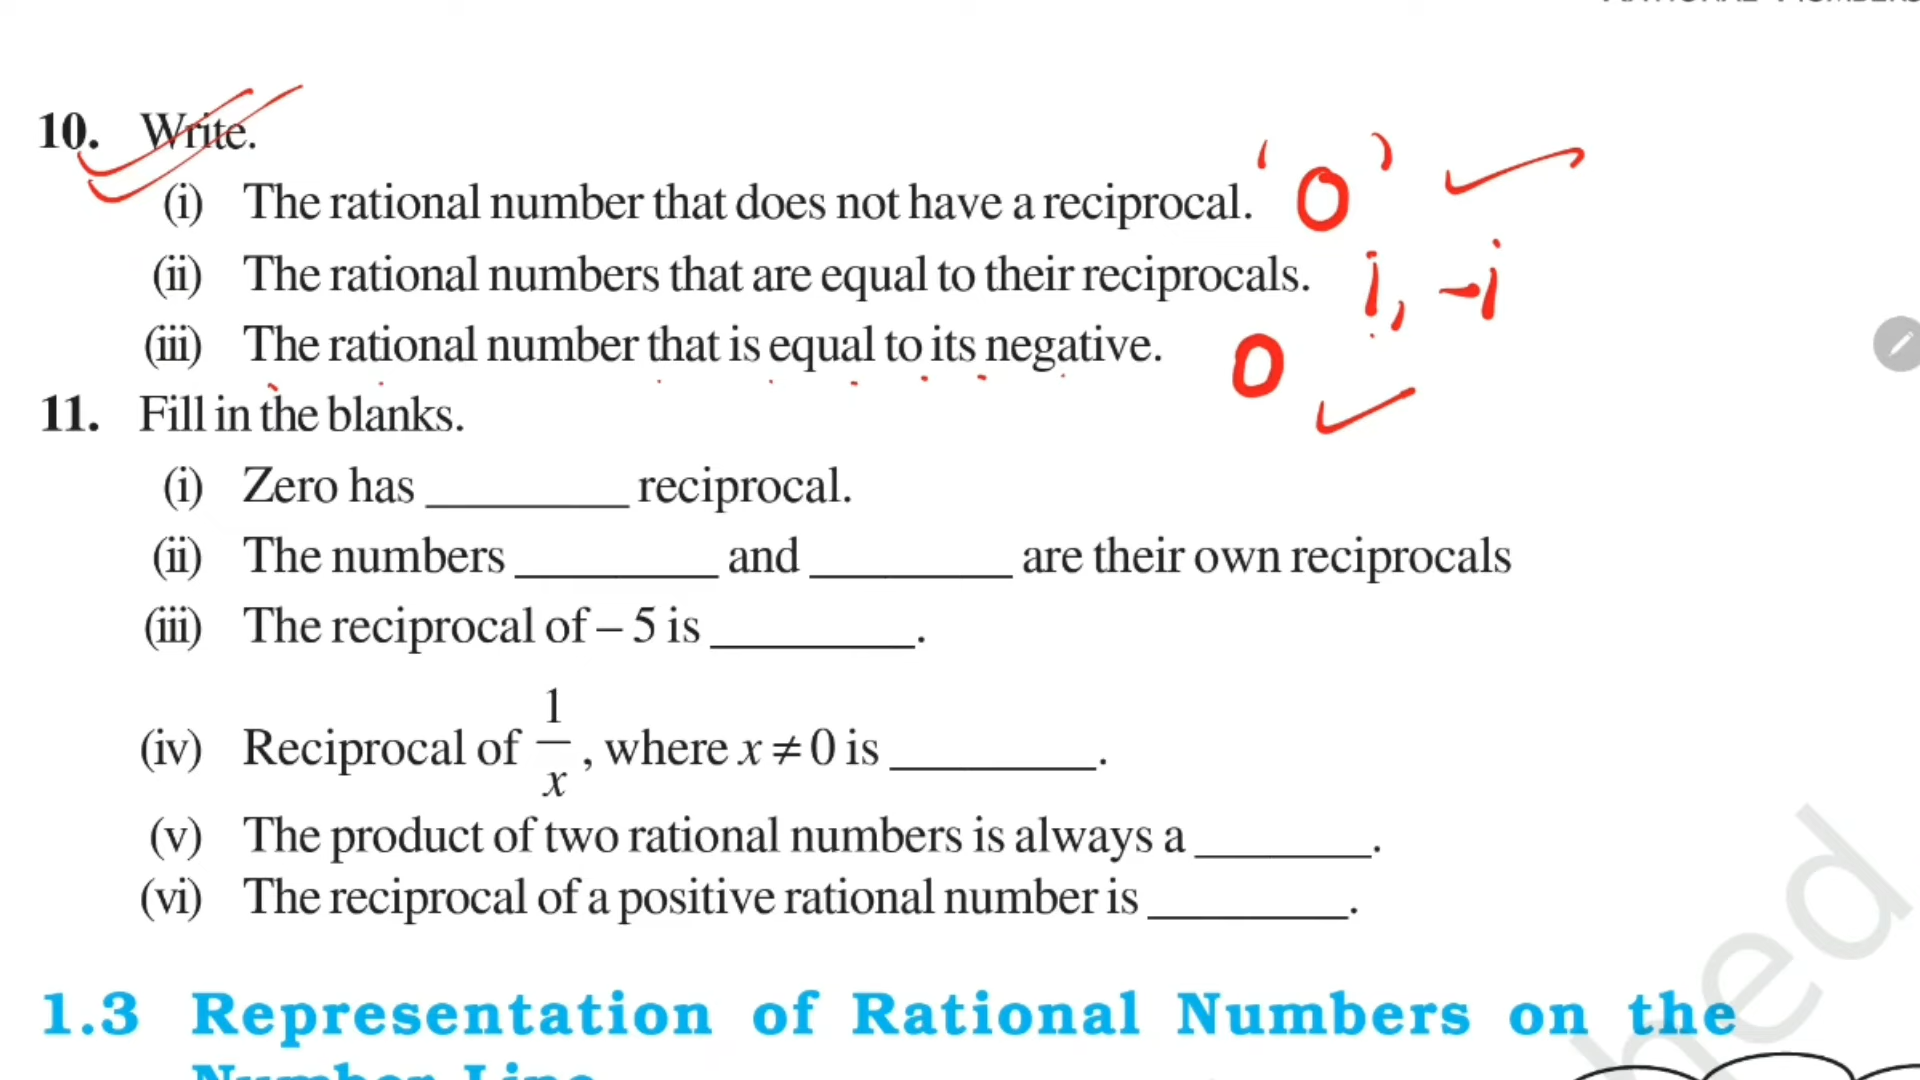 10. Write.
(i) The rational number that does not have a reciprocal. '0'
(ii) The rational numbers that are equal to their reciprocals. 1, -1
(iii) The rational number that is equal to its negative. 0
11. Fill in the blanks.
(i) Zero has ________ reciprocal.
(ii) The numbers ________ and ________ are their own reciprocals
(iii) The reciprocal of – 5 is ________.
(iv) Reciprocal of 1/x, where x ≠ 0 is ________.
(v) The product of two rational numbers is always a _______.
(vi) The reciprocal of a positive rational number is ________.
1.3 Representation of Rational Numbers on the
Number Line